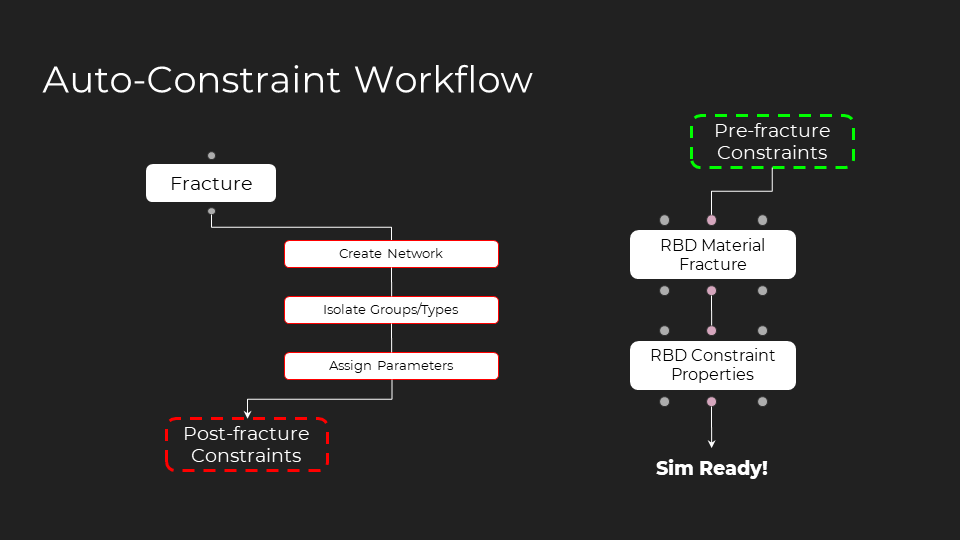 Auto-Constraint Workflow
Fracture
Create Network
Isolate Groups/Types
Assign Parameters
Post-fracture
Constraints
Pre-fracture
Constraints
RBD Material
Fracture
RBD Constraint
Properties
Sim Ready!